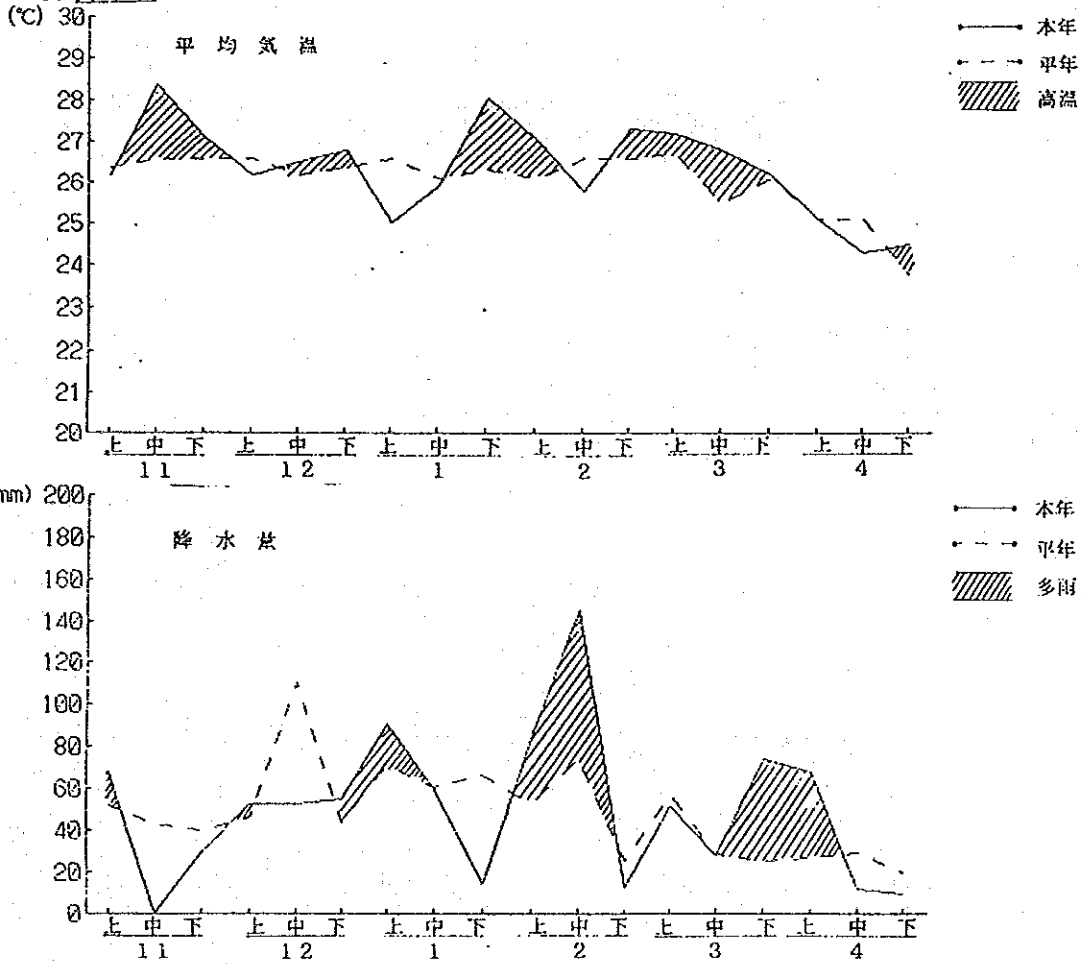 (℃)
30
29
28
27
26
25
24
23
22
21
20
平均気温
本年
平年
高温
上 中 下 上 中 下 上 中 下 上 中 下 上 中 下 上 中 下
11 12 1 2 3 4
mm)
200
180
160
140
120
100
80
60
40
20
0
降水量
本年
平年
多雨
上 中 下 上 中 下 上 中 下 上 中 下 上 中 下 上 中 下
11 12 1 2 3 4